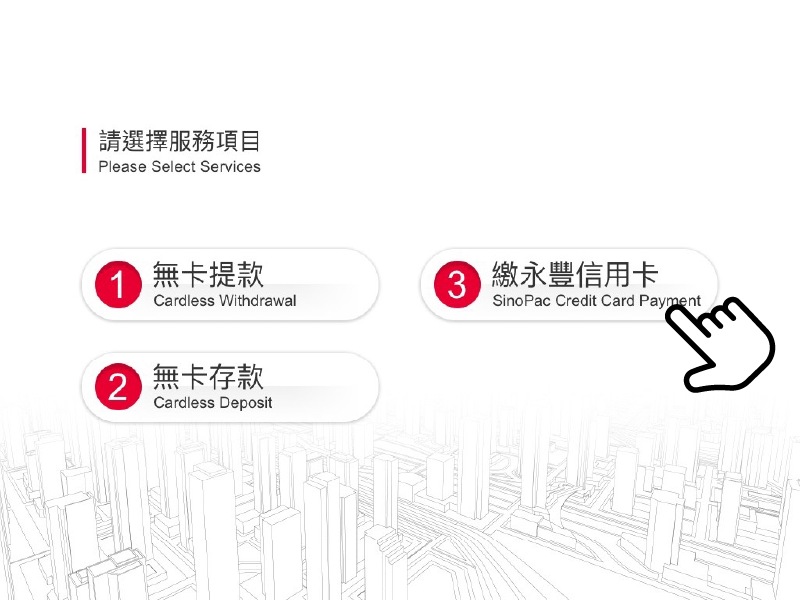 請選擇服務項目
Please Select Services
1 無卡提款
Cardless Withdrawal
2 無卡存款
Cardless Deposit
3 繳永豐信用卡
SinoPac Credit Card Payment